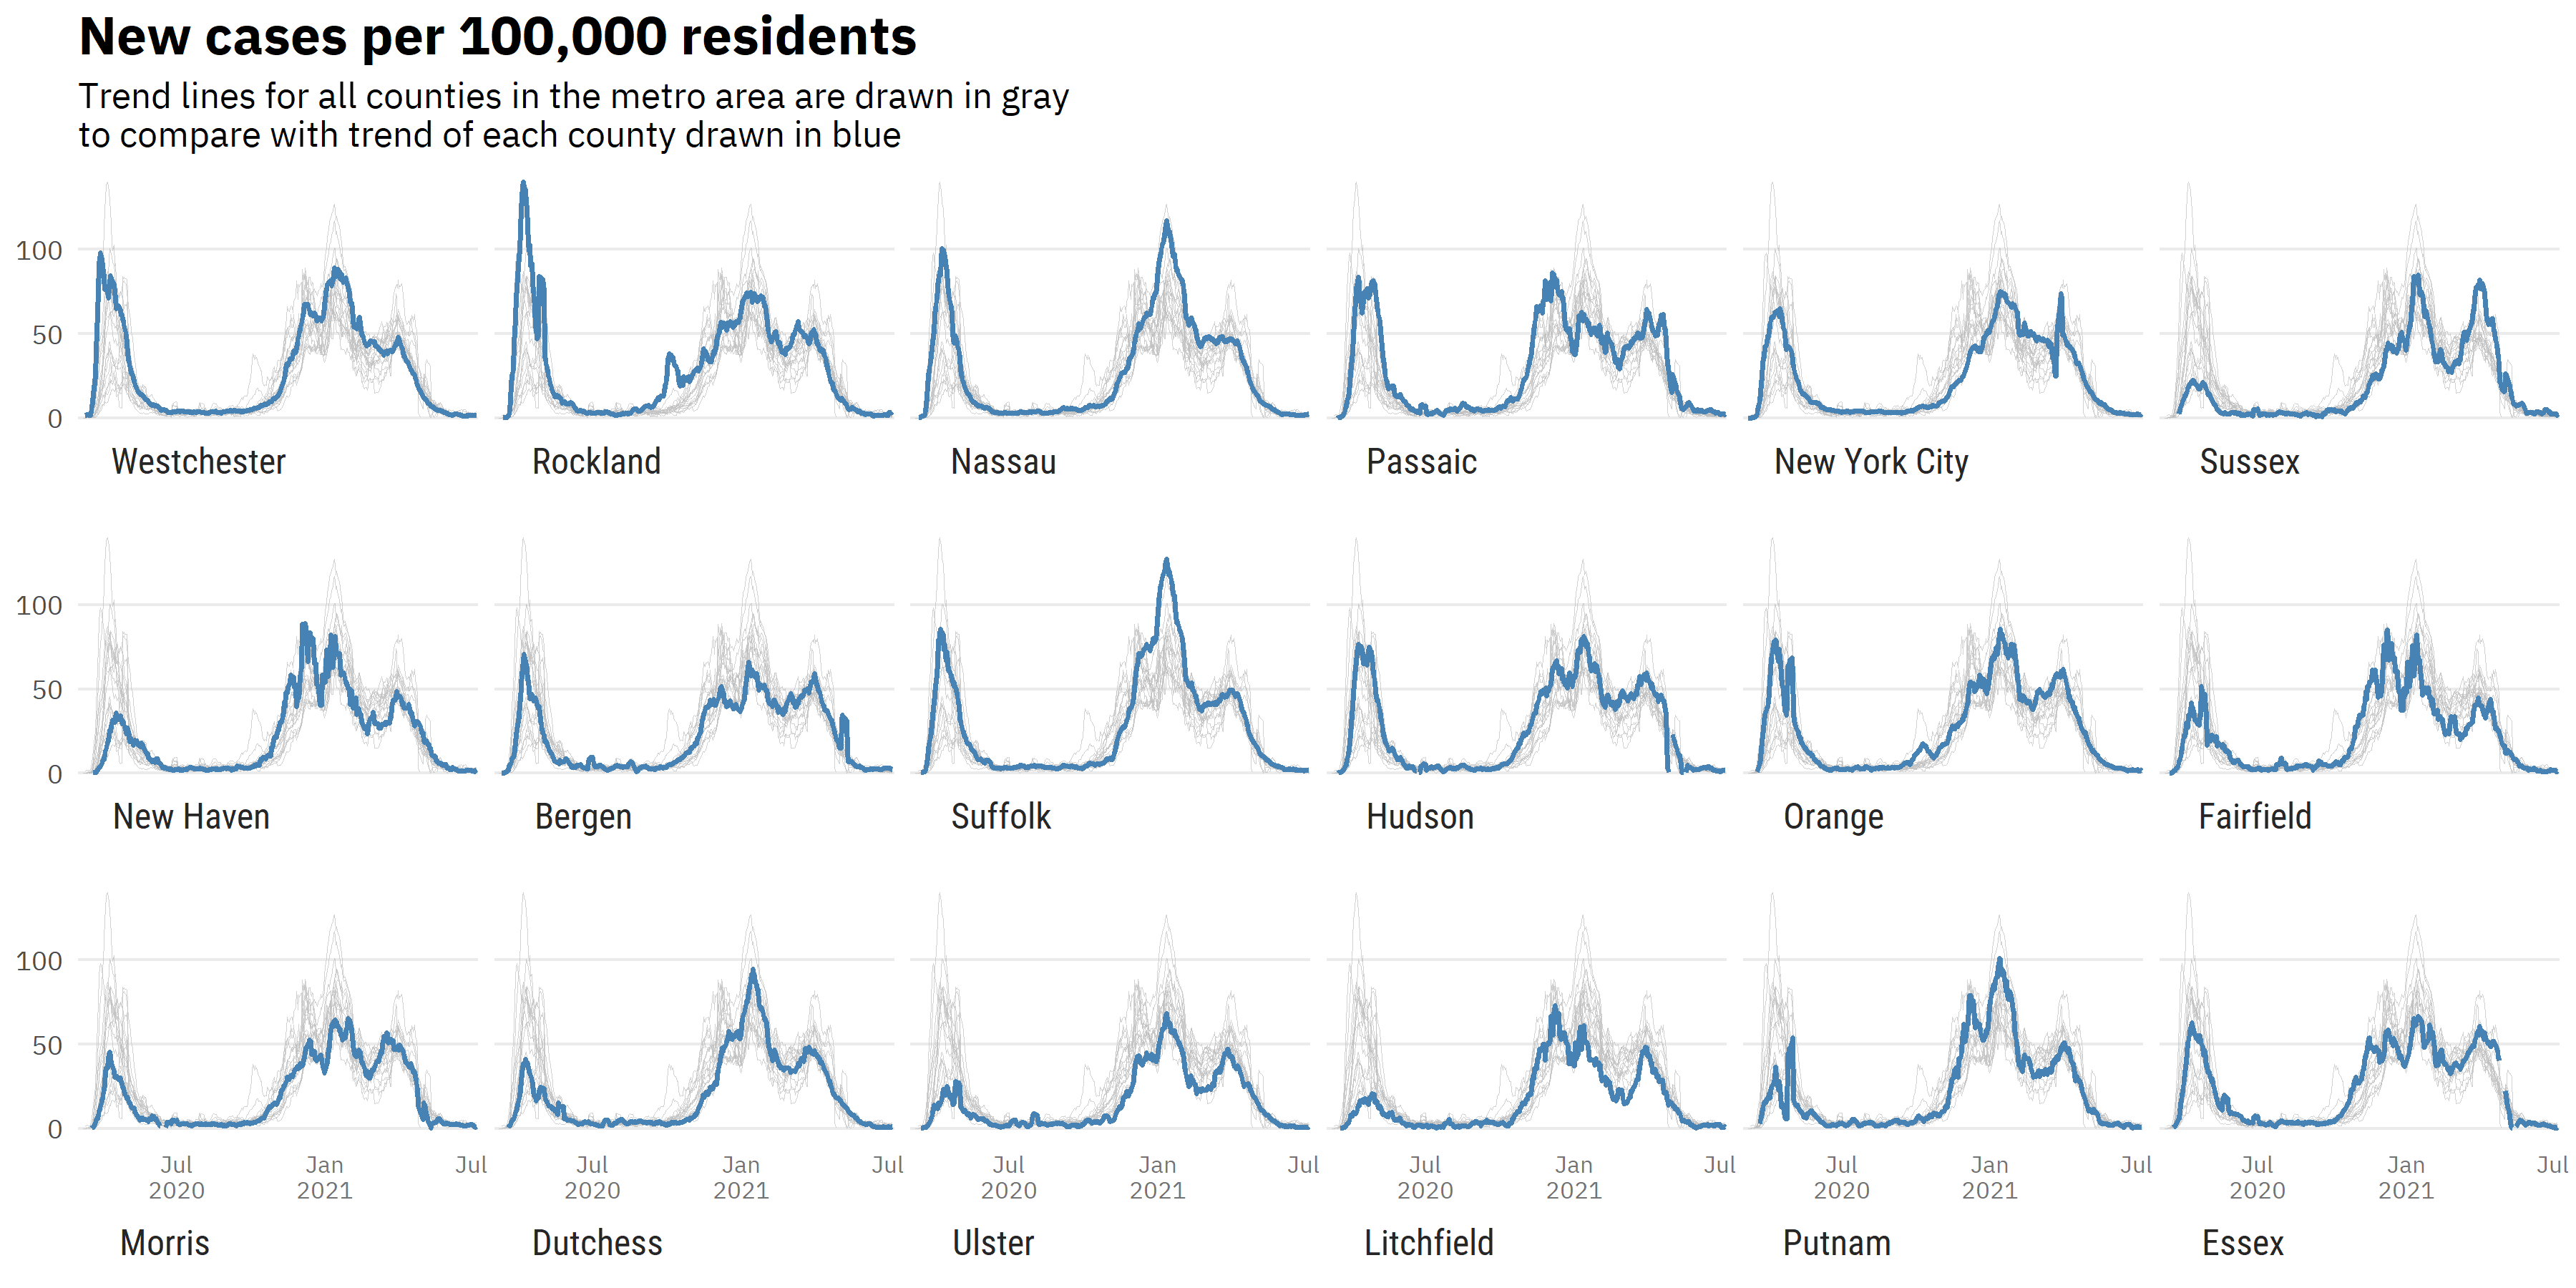 New cases per 100,000 residents
Trend lines for all counties in the metro area are drawn in gray
to compare with trend of each county drawn in blue
100
50
0
Westchester Rockland Nassau Passaic New York City Sussex
100
50
0
New Haven Bergen Suffolk Hudson Orange Fairfield
100
50
0
Jul Jan Jul Jul Jan Jul Jul Jan Jul Jul Jan Jul Jul Jan Jul Jul Jan Jul
2020 2021 2020 2021 2020 2021 2020 2021 2020 2021 2020 2021
Morris Dutchess Ulster Litchfield Putnam Essex